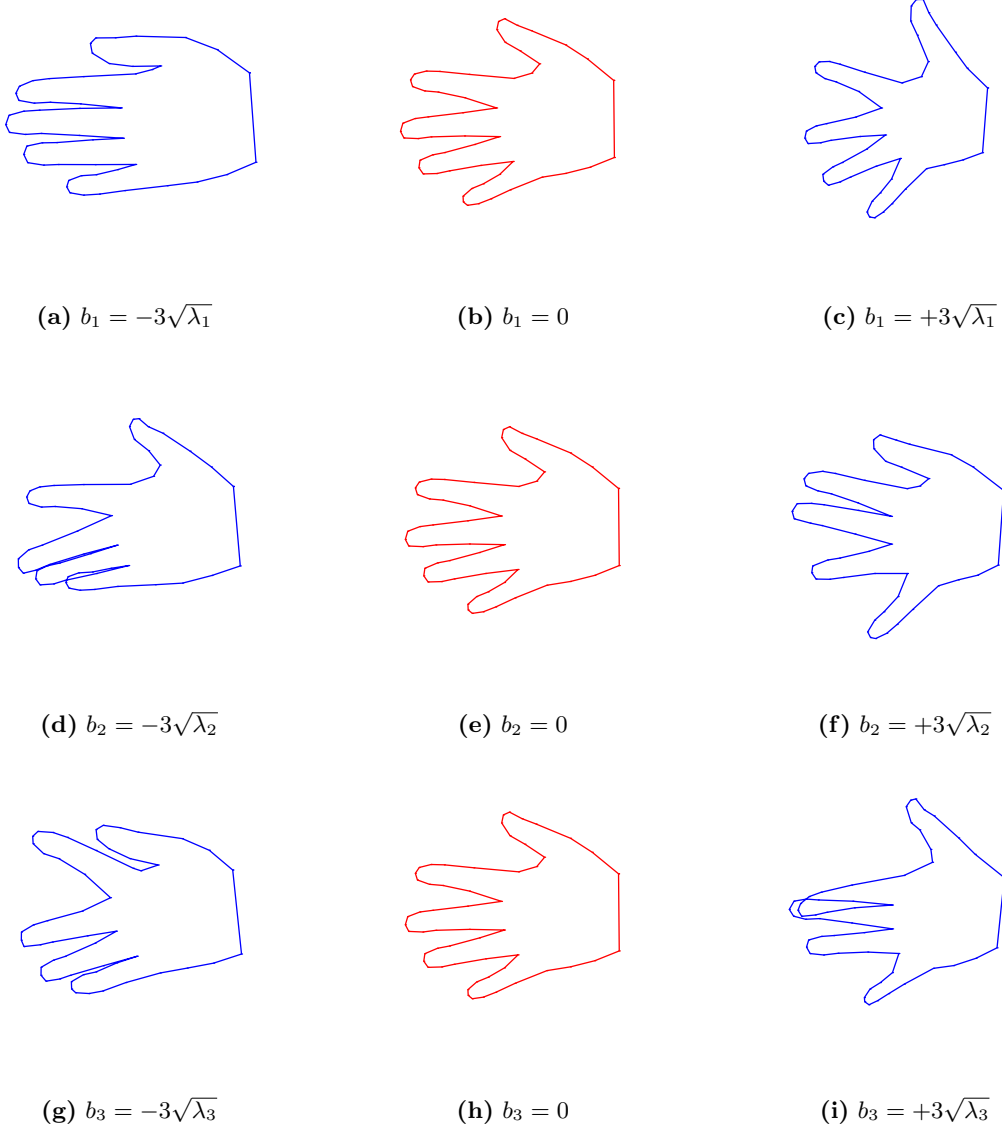 (a) b₁ = −3√λ₁
(b) b₁ = 0
(c) b₁ = +3√λ₁
(d) b₂ = −3√λ₂
(e) b₂ = 0
(f) b₂ = +3√λ₂
(g) b₃ = −3√λ₃
(h) b₃ = 0
(i) b₃ = +3√λ₃